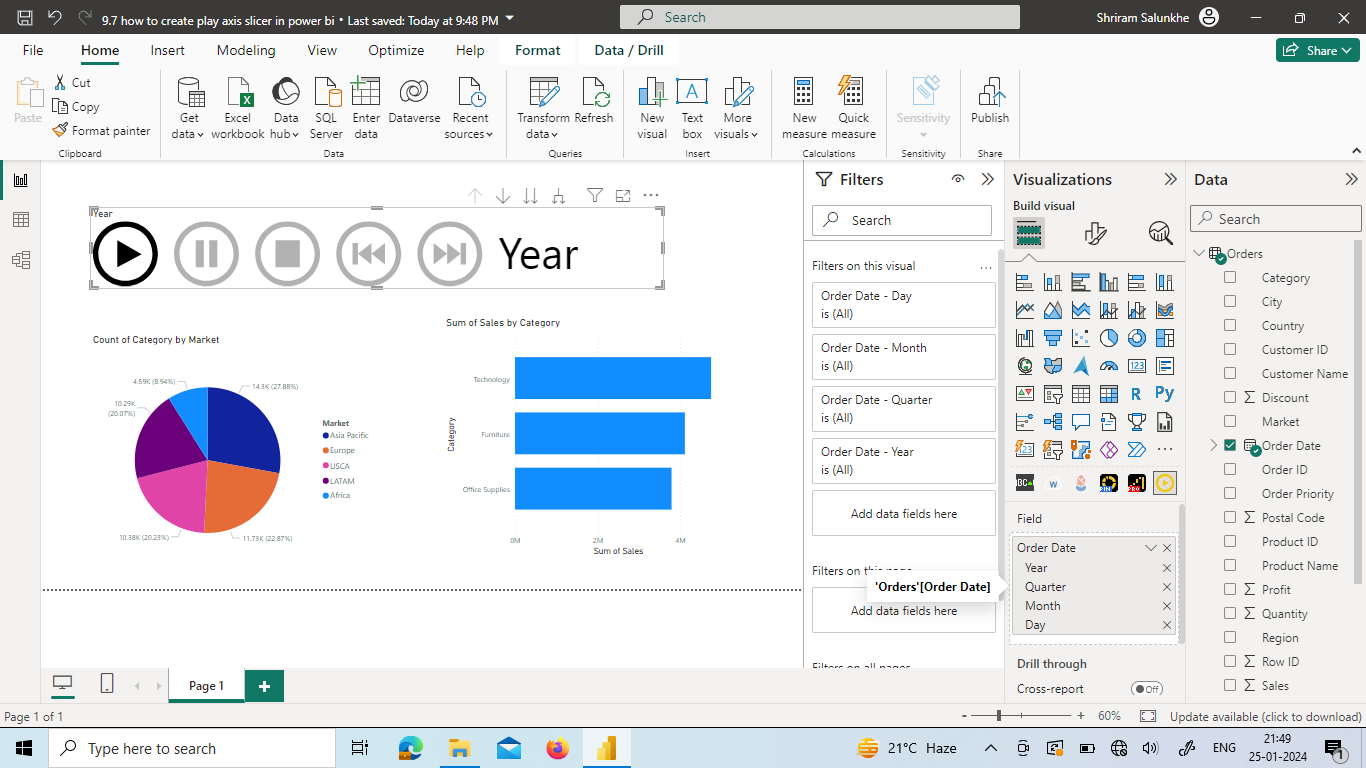 9.7 how to create play axis slicer in power bi • Last saved: Today at 9:48 PM
Search
Shriram Salunkhe
File
Home
Insert
Modeling
View
Optimize
Help
Format
Data / Drill
Share
Paste
Cut
Copy
Format painter
Clipboard
Get data
Excel workbook
Data hub
SQL Server
Enter data
Dataverse
Recent sources
Data
Transform data
Refresh
Queries
New visual
Text box
More visuals
Insert
New measure
Quick measure
Calculations
Sensitivity
Sensitivity
Publish
Share
Year
Year
Count of Category by Market
4.59K (8.94%)
14.3K (27.88%)
10.29K
(20.07%)
10.38K (20.23%)
11.73K (22.87%)
Market
Asia Pacific
Europe
USCA
LATAM
Africa
Sum of Sales by Category
Category
Technology
Furniture
Office Supplies
0M
2M
4M
Sum of Sales
Filters
Search
Filters on this visual
Order Date - Day
is (All)
Order Date - Month
is (All)
Order Date - Quarter
is (All)
Order Date - Year
is (All)
Add data fields here
Filters on this page
'Orders'[Order Date]
Add data fields here
Filters on all pages
Visualizations
Build visual
R
Py
123
123
BC
W
PIN
PRO
Field
Order Date
Year
Quarter
Month
Day
Drill through
Cross-report
Off
Data
Search
Orders
Category
City
Country
Customer ID
Customer Name
Discount
Market
Order Date
Order ID
Order Priority
Postal Code
Product ID
Product Name
Profit
Quantity
Region
Row ID
Sales
Page 1
Page 1 of 1
60%
Update available (click to download)
Type here to search
21°C Haze
ENG
21:49
25-01-2024
1